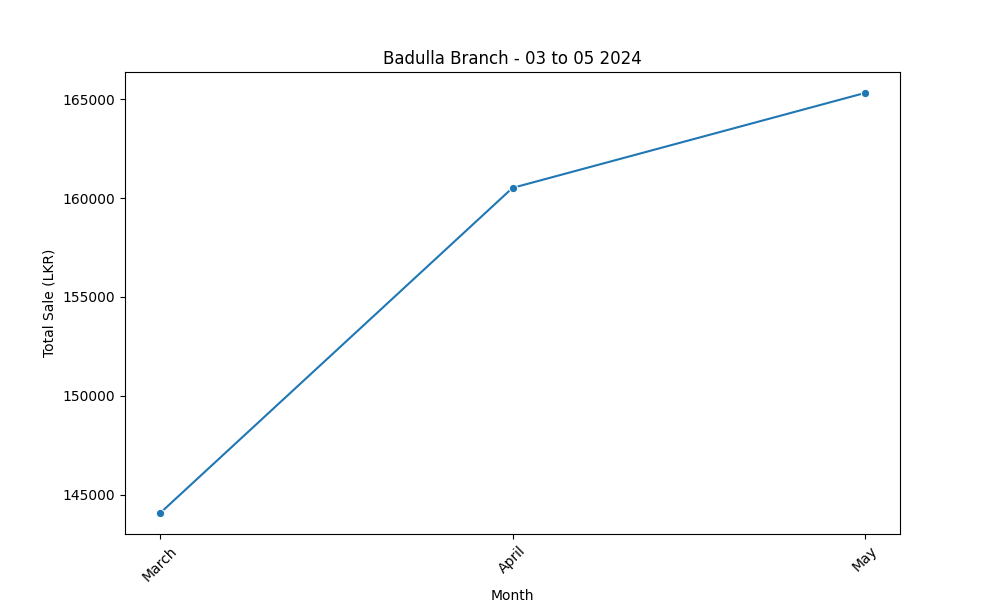 Badulla Branch - 03 to 05 2024
Total Sale (LKR)
165000
160000
155000
150000
145000
March
April
May
Month